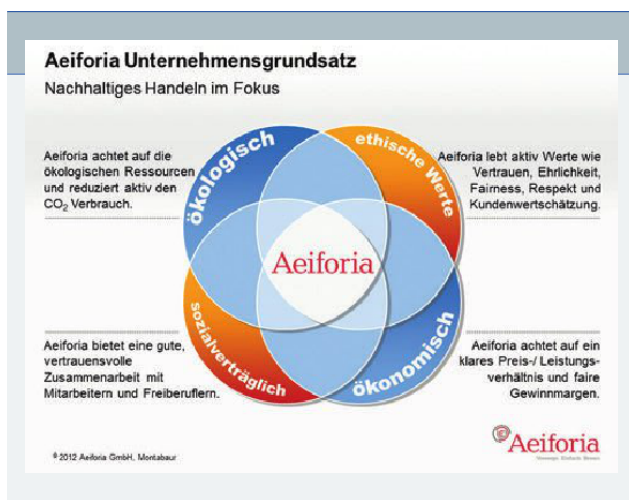 Aeiforia Unternehmensgrundsatz
Nachhaltiges Handeln im Fokus
Aeiforia achtet auf die
ökologischen Ressourcen
und reduziert aktiv den
CO₂ Verbrauch.
ökologisch
ethische Werte
Aeiforia lebt aktiv Werte wie
Vertrauen, Ehrlichkeit,
Fairness, Respekt und
Kundenwertschätzung.
Aeiforia
Aeiforia bietet eine gute,
vertrauensvolle
Zusammenarbeit mit
Mitarbeitern und Freiberuflern.
sozialverträglich
ökonomisch
Aeiforia achtet auf ein
klares Preis-/ Leistungs-
verhältnis und faire
Gewinnmargen.
© 2012 Aeiforia GmbH, Montabaur
Aeiforia